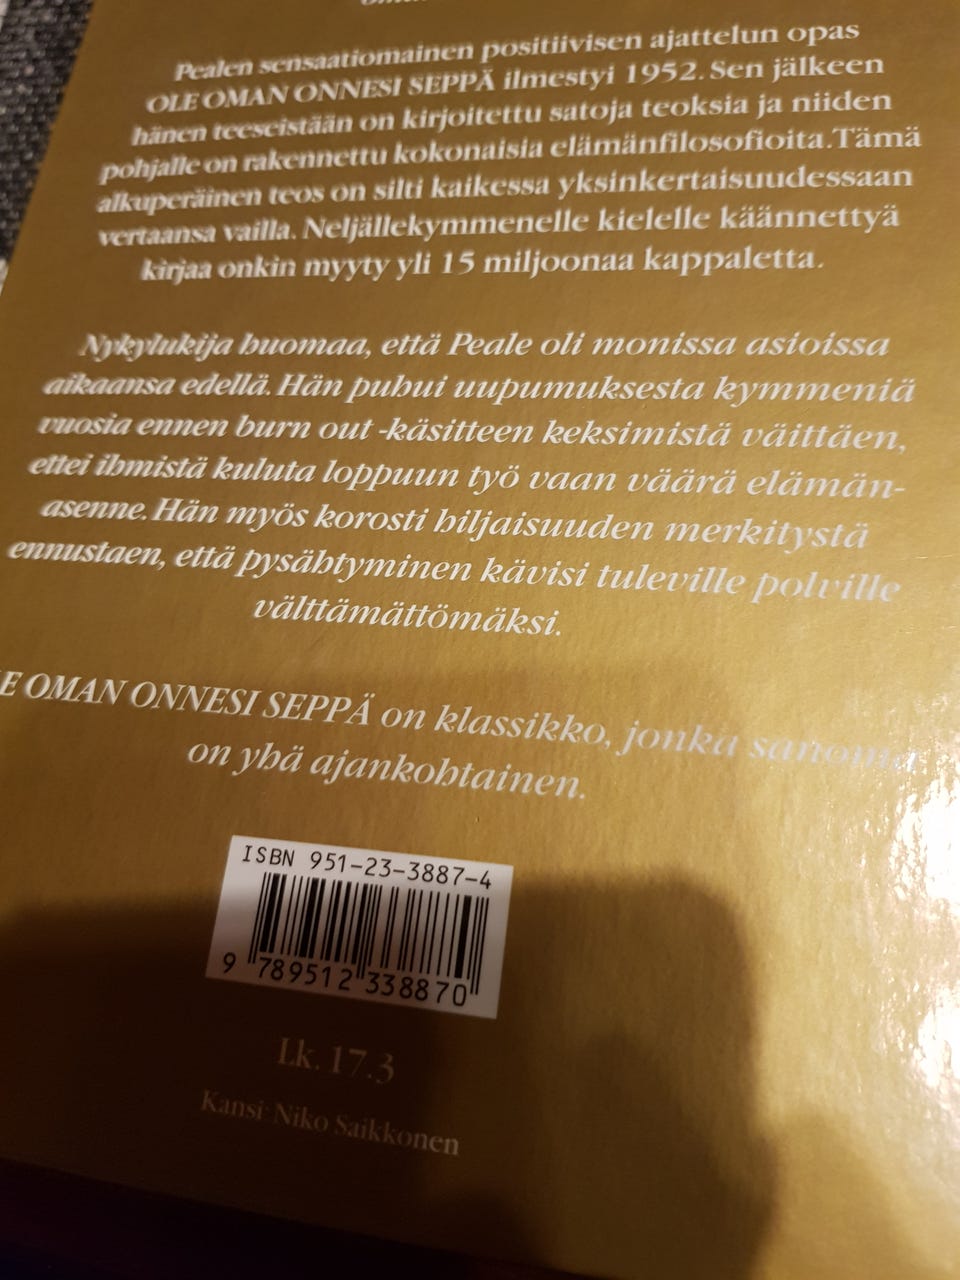 Pealen sensaatiomainen positiivisen ajattelun opas
OLE OMAN ONNESI SEPPÄ ilmestyi 1952. Sen jälkeen
hänen teeseistään on kirjoitettu satoja teoksia ja niiden
pohjalle on rakennettu kokonaisia elämänfilosofioita. Tämä
alkuperäinen teos on silti kaikessa yksinkertaisuudessaan
vertaansa vailla. Neljällekymmenelle kielelle käännettyä
kirjaa onkin myyty yli 15 miljoonaa kappaletta.
Nykylukija huomaa, että Peale oli monissa asioissa
aikaansa edellä. Hän puhui uupumuksesta kymmeniä
vuosia ennen burn out -käsitteen keksimistä väittäen,
ettei ihmistä kuluta loppuun työ vaan väärä elämän-
asenne. Hän myös korosti hiljaisuuden merkitystä
ennustaen, että pysähtyminen kävisi tuleville polville
välttämättömäksi.
LE OMAN ONNESI SEPPÄ on klassikko, jonka sanoma
on yhä ajankohtainen.
ISBN 951-23-3887-4
9 789512 338870
Lk. 17.3
Kansi: Niko Saikkonen